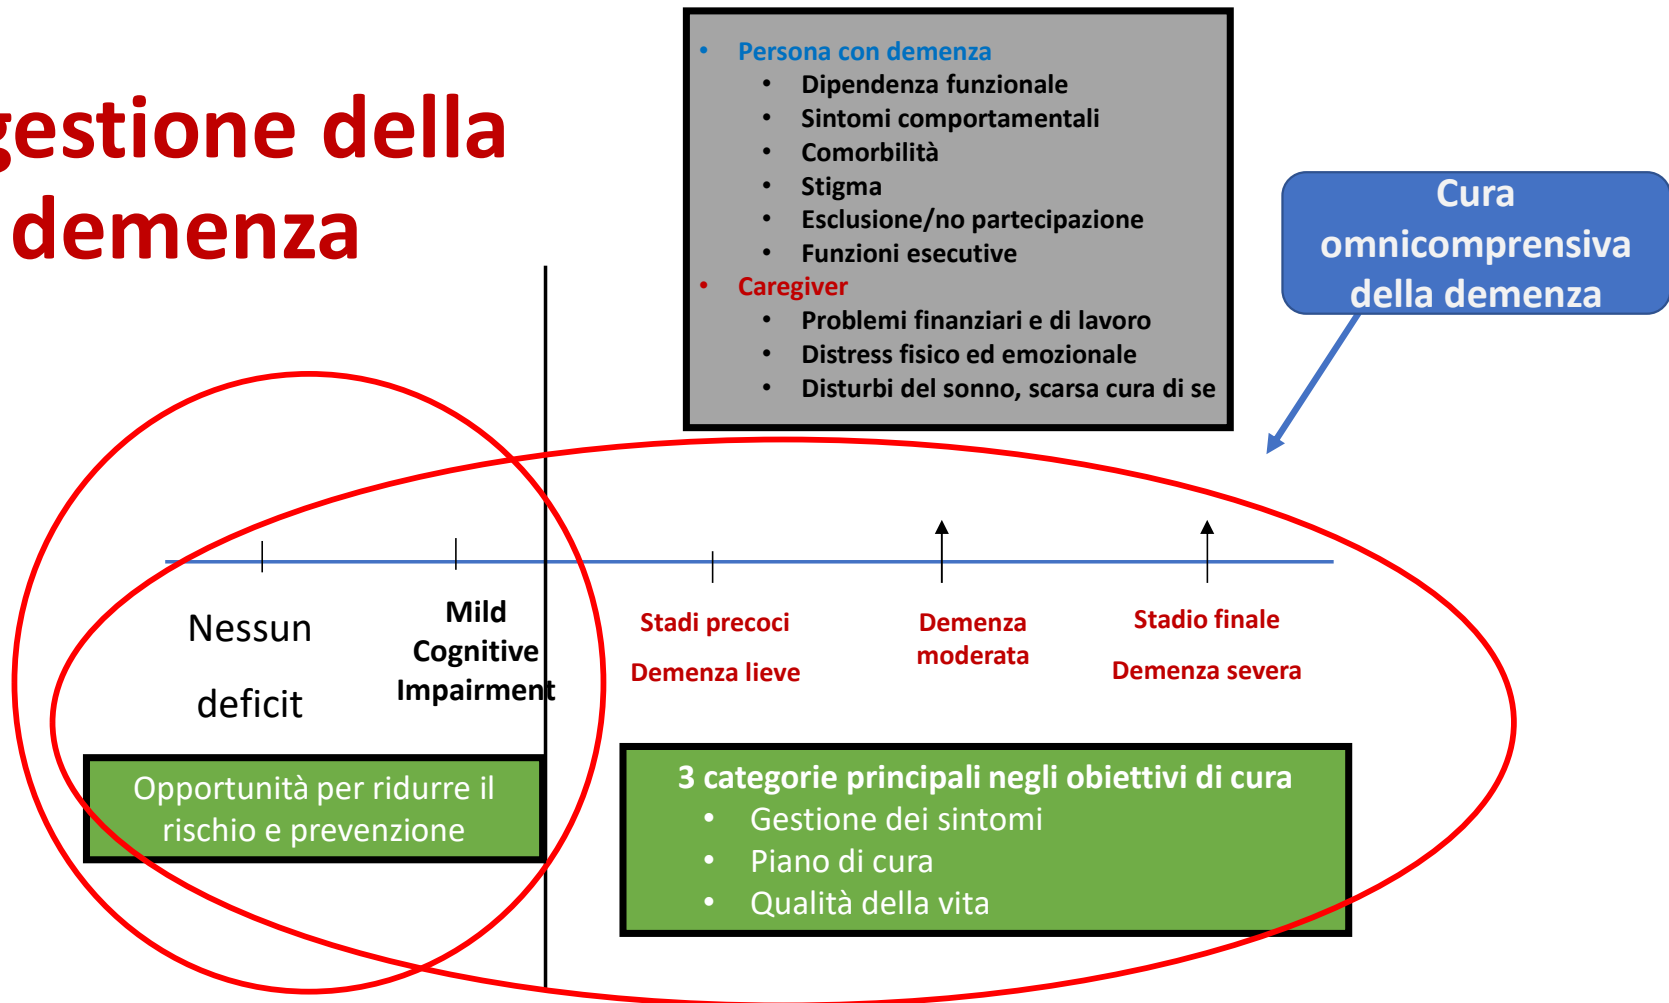 gestione della
demenza
• Persona con demenza
• Dipendenza funzionale
• Sintomi comportamentali
• Comorbilità
• Stigma
• Esclusione/no partecipazione
• Funzioni esecutive
• Caregiver
• Problemi finanziari e di lavoro
• Distress fisico ed emozionale
• Disturbi del sonno, scarsa cura di se
Cura
omnicomprensiva
della demenza
Nessun
deficit
Mild
Cognitive
Impairment
Stadi precoci
Demenza lieve
Demenza
moderata
Stadio finale
Demenza severa
Opportunità per ridurre il
rischio e prevenzione
3 categorie principali negli obiettivi di cura
• Gestione dei sintomi
• Piano di cura
• Qualità della vita